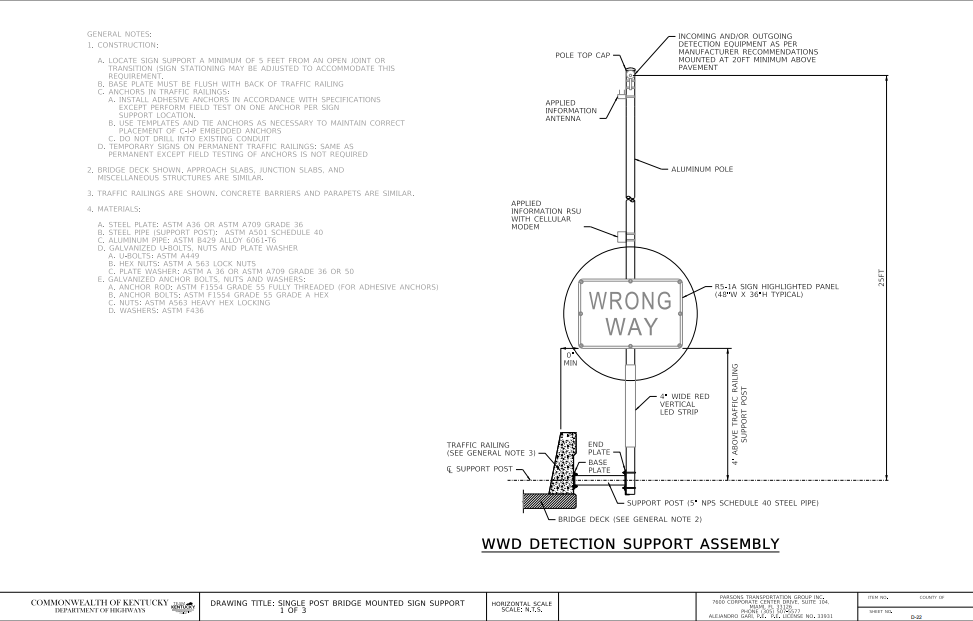 GENERAL NOTES:
1. CONSTRUCTION:
A. LOCATE SIGN SUPPORT A MINIMUM OF 5 FEET FROM AN OPEN JOINT OR
TRANSITION (SIGN STATIONING MAY BE ADJUSTED TO ACCOMMODATE THIS
REQUIREMENT.
B. BASE PLATE MUST BE FLUSH WITH BACK OF TRAFFIC RAILING
C. ANCHORS IN TRAFFIC RAILINGS:
A. INSTALL ADHESIVE ANCHORS IN ACCORDANCE WITH SPECIFICATIONS
EXCEPT PERFORM FIELD TEST ON ONE ANCHOR PER SIGN
SUPPORT LOCATION.
B. USE TEMPLATES AND TIE ANCHORS AS NECESSARY TO MAINTAIN CORRECT
PLACEMENT OF C-I-P EMBEDDED ANCHORS
C. DO NOT DRILL INTO EXISTING CONDUIT
D. TEMPORARY SIGNS ON PERMANENT TRAFFIC RAILINGS: SAME AS
PERMANENT EXCEPT FIELD TESTING OF ANCHORS IS NOT REQUIRED
2. BRIDGE DECK SHOWN, APPROACH SLABS, JUNCTION SLABS, AND
MISCELLANEOUS STRUCTURES ARE SIMILAR.
3. TRAFFIC RAILINGS ARE SHOWN. CONCRETE BARRIERS AND PARAPETS ARE SIMILAR.
4. MATERIALS:
A. STEEL PLATE: ASTM A36 OR ASTM A709 GRADE 36
B. STEEL PIPE (SUPPORT POST): ASTM A501 SCHEDULE 40
C. ALUMINUM PIPE: ASTM B429 ALLOY 6061-T6
D. GALVANIZED U-BOLTS, NUTS AND PLATE WASHER
A. U-BOLTS: ASTM A449
B. HEX NUTS: ASTM A 563 LOCK NUTS
C. PLATE WASHER: ASTM A 36 OR ASTM A709 GRADE 36 OR 50
E. GALVANIZED ANCHOR BOLTS, NUTS AND WASHERS:
A. ANCHOR ROD: ASTM F1554 GRADE 55 FULLY THREADED (FOR ADHESIVE ANCHORS)
B. ANCHOR BOLTS: ASTM F1554 GRADE 55 GRADE A HEX
C. NUTS: ASTM A563 HEAVY HEX LOCKING
D. WASHERS: ASTM F436
INCOMING AND/OR OUTGOING
DETECTION EQUIPMENT AS PER
MANUFACTURER RECOMMENDATIONS
MOUNTED AT 20FT MINIMUM ABOVE
PAVEMENT
POLE TOP CAP
APPLIED
INFORMATION
ANTENNA
ALUMINUM POLE
APPLIED
INFORMATION RSU
WITH CELLULAR
MODEM
25FT
R5-1A SIGN HIGHLIGHTED PANEL
(48"W X 36"H TYPICAL)
WRONG
WAY
0"
MIN
4" WIDE RED
VERTICAL
LED STRIP
4' ABOVE TRAFFIC RAILING
SUPPORT POST
TRAFFIC RAILING
(SEE GENERAL NOTE 3)
END
PLATE
BASE
PLATE
℄ SUPPORT POST
SUPPORT POST (5" NPS SCHEDULE 40 STEEL PIPE)
BRIDGE DECK (SEE GENERAL NOTE 2)
WWD DETECTION SUPPORT ASSEMBLY
COMMONWEALTH OF KENTUCKY
DEPARTMENT OF HIGHWAYS
TEAM
KENTUCKY
DRAWING TITLE: SINGLE POST BRIDGE MOUNTED SIGN SUPPORT
1 OF 3
HORIZONTAL SCALE
SCALE: N.T.S.
PARSONS TRANSPORTATION GROUP INC.
7600 CORPORATE CENTER DRIVE, SUITE 104,
MIAMI, FL 33126
PHONE (305) 507-5577
ALEJANDRO GARI, P.E. P.E. LICENSE NO. 33931
ITEM NO.
COUNTY OF
SHEET NO.
D-22